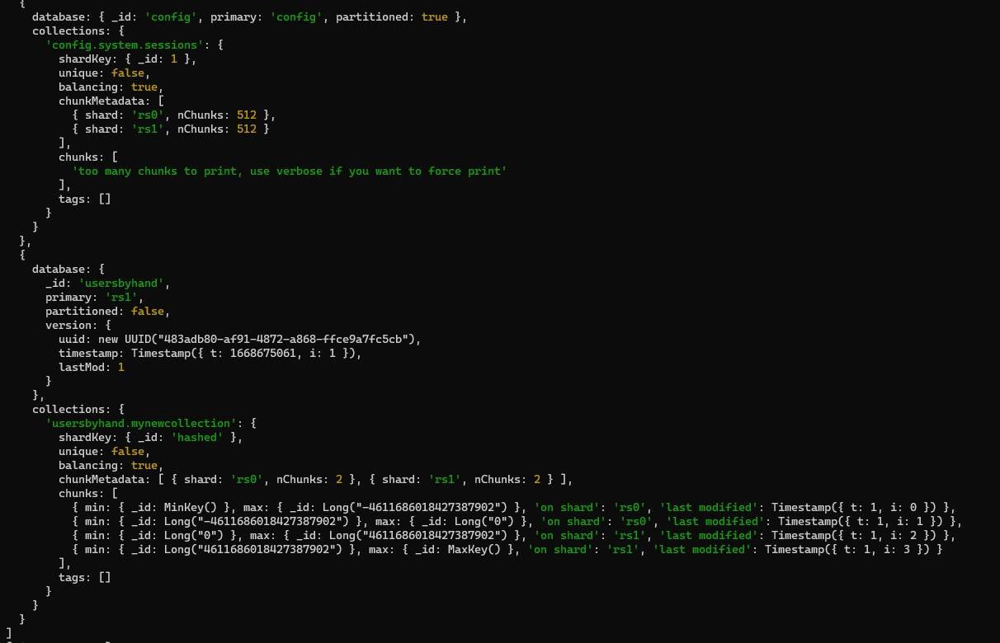 {
database: { _id: 'config', primary: 'config', partitioned: true },
collections: {
'config.system.sessions': {
shardKey: { _id: 1 },
unique: false,
balancing: true,
chunkMetadata: [
{ shard: 'rs0', nChunks: 512 },
{ shard: 'rs1', nChunks: 512 }
],
chunks: [
'too many chunks to print, use verbose if you want to force print'
],
tags: []
}
}
},
{
database: {
_id: 'usersbyhand',
primary: 'rs1',
partitioned: false,
version: {
uuid: new UUID("483adb80-af91-4872-a868-ffce9a7fc5cb"),
timestamp: Timestamp({ t: 1668675061, i: 1 }),
lastMod: 1
}
},
collections: {
'usersbyhand.mynewcollection': {
shardKey: { _id: 'hashed' },
unique: false,
balancing: true,
chunkMetadata: [ { shard: 'rs0', nChunks: 2 }, { shard: 'rs1', nChunks: 2 } ],
chunks: [
{ min: { _id: MinKey() }, max: { _id: Long("-4611686018427387902") }, 'on shard': 'rs0', 'last modified': Timestamp({ t: 1, i: 0 }) },
{ min: { _id: Long("-4611686018427387902") }, max: { _id: Long("0") }, 'on shard': 'rs0', 'last modified': Timestamp({ t: 1, i: 1 }) },
{ min: { _id: Long("0") }, max: { _id: Long("4611686018427387902") }, 'on shard': 'rs1', 'last modified': Timestamp({ t: 1, i: 2 }) },
{ min: { _id: Long("4611686018427387902") }, max: { _id: MaxKey() }, 'on shard': 'rs1', 'last modified': Timestamp({ t: 1, i: 3 }) }
],
tags: []
}
}
}
]